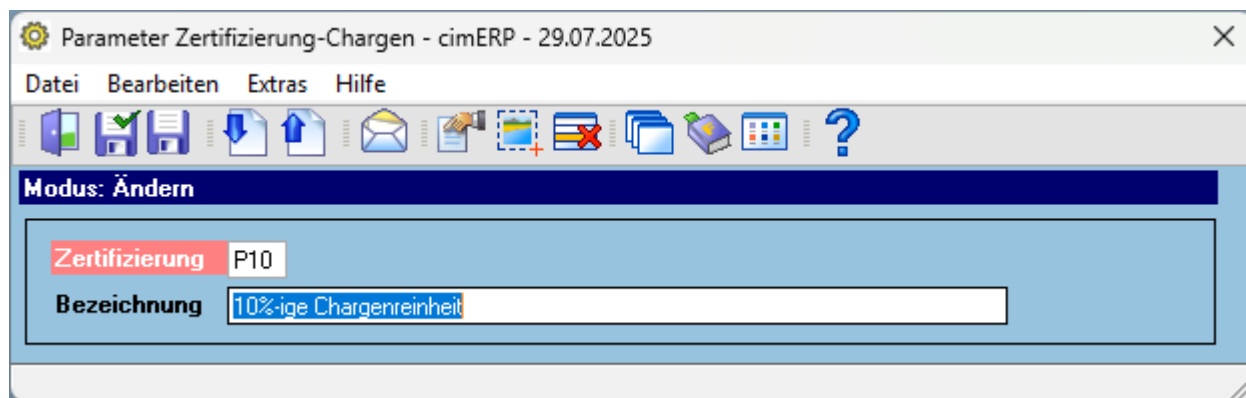 Parameter Zertifizierung-Chargen - cimERP - 29.07.2025
Datei Bearbeiten Extras Hilfe
Modus: Ändern
Zertifizierung P10
Bezeichnung 10%-ige Chargenreinheit